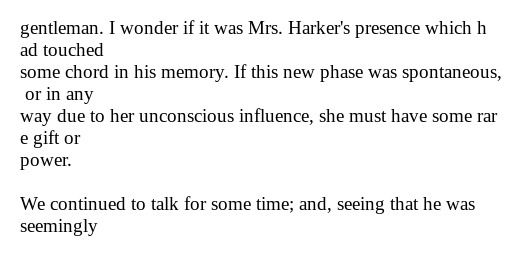 gentleman. I wonder if it was Mrs. Harker's presence which h
ad touched
some chord in his memory. If this new phase was spontaneous,
 or in any
way due to her unconscious influence, she must have some rar
e gift or
power.

We continued to talk for some time; and, seeing that he was
seemingly